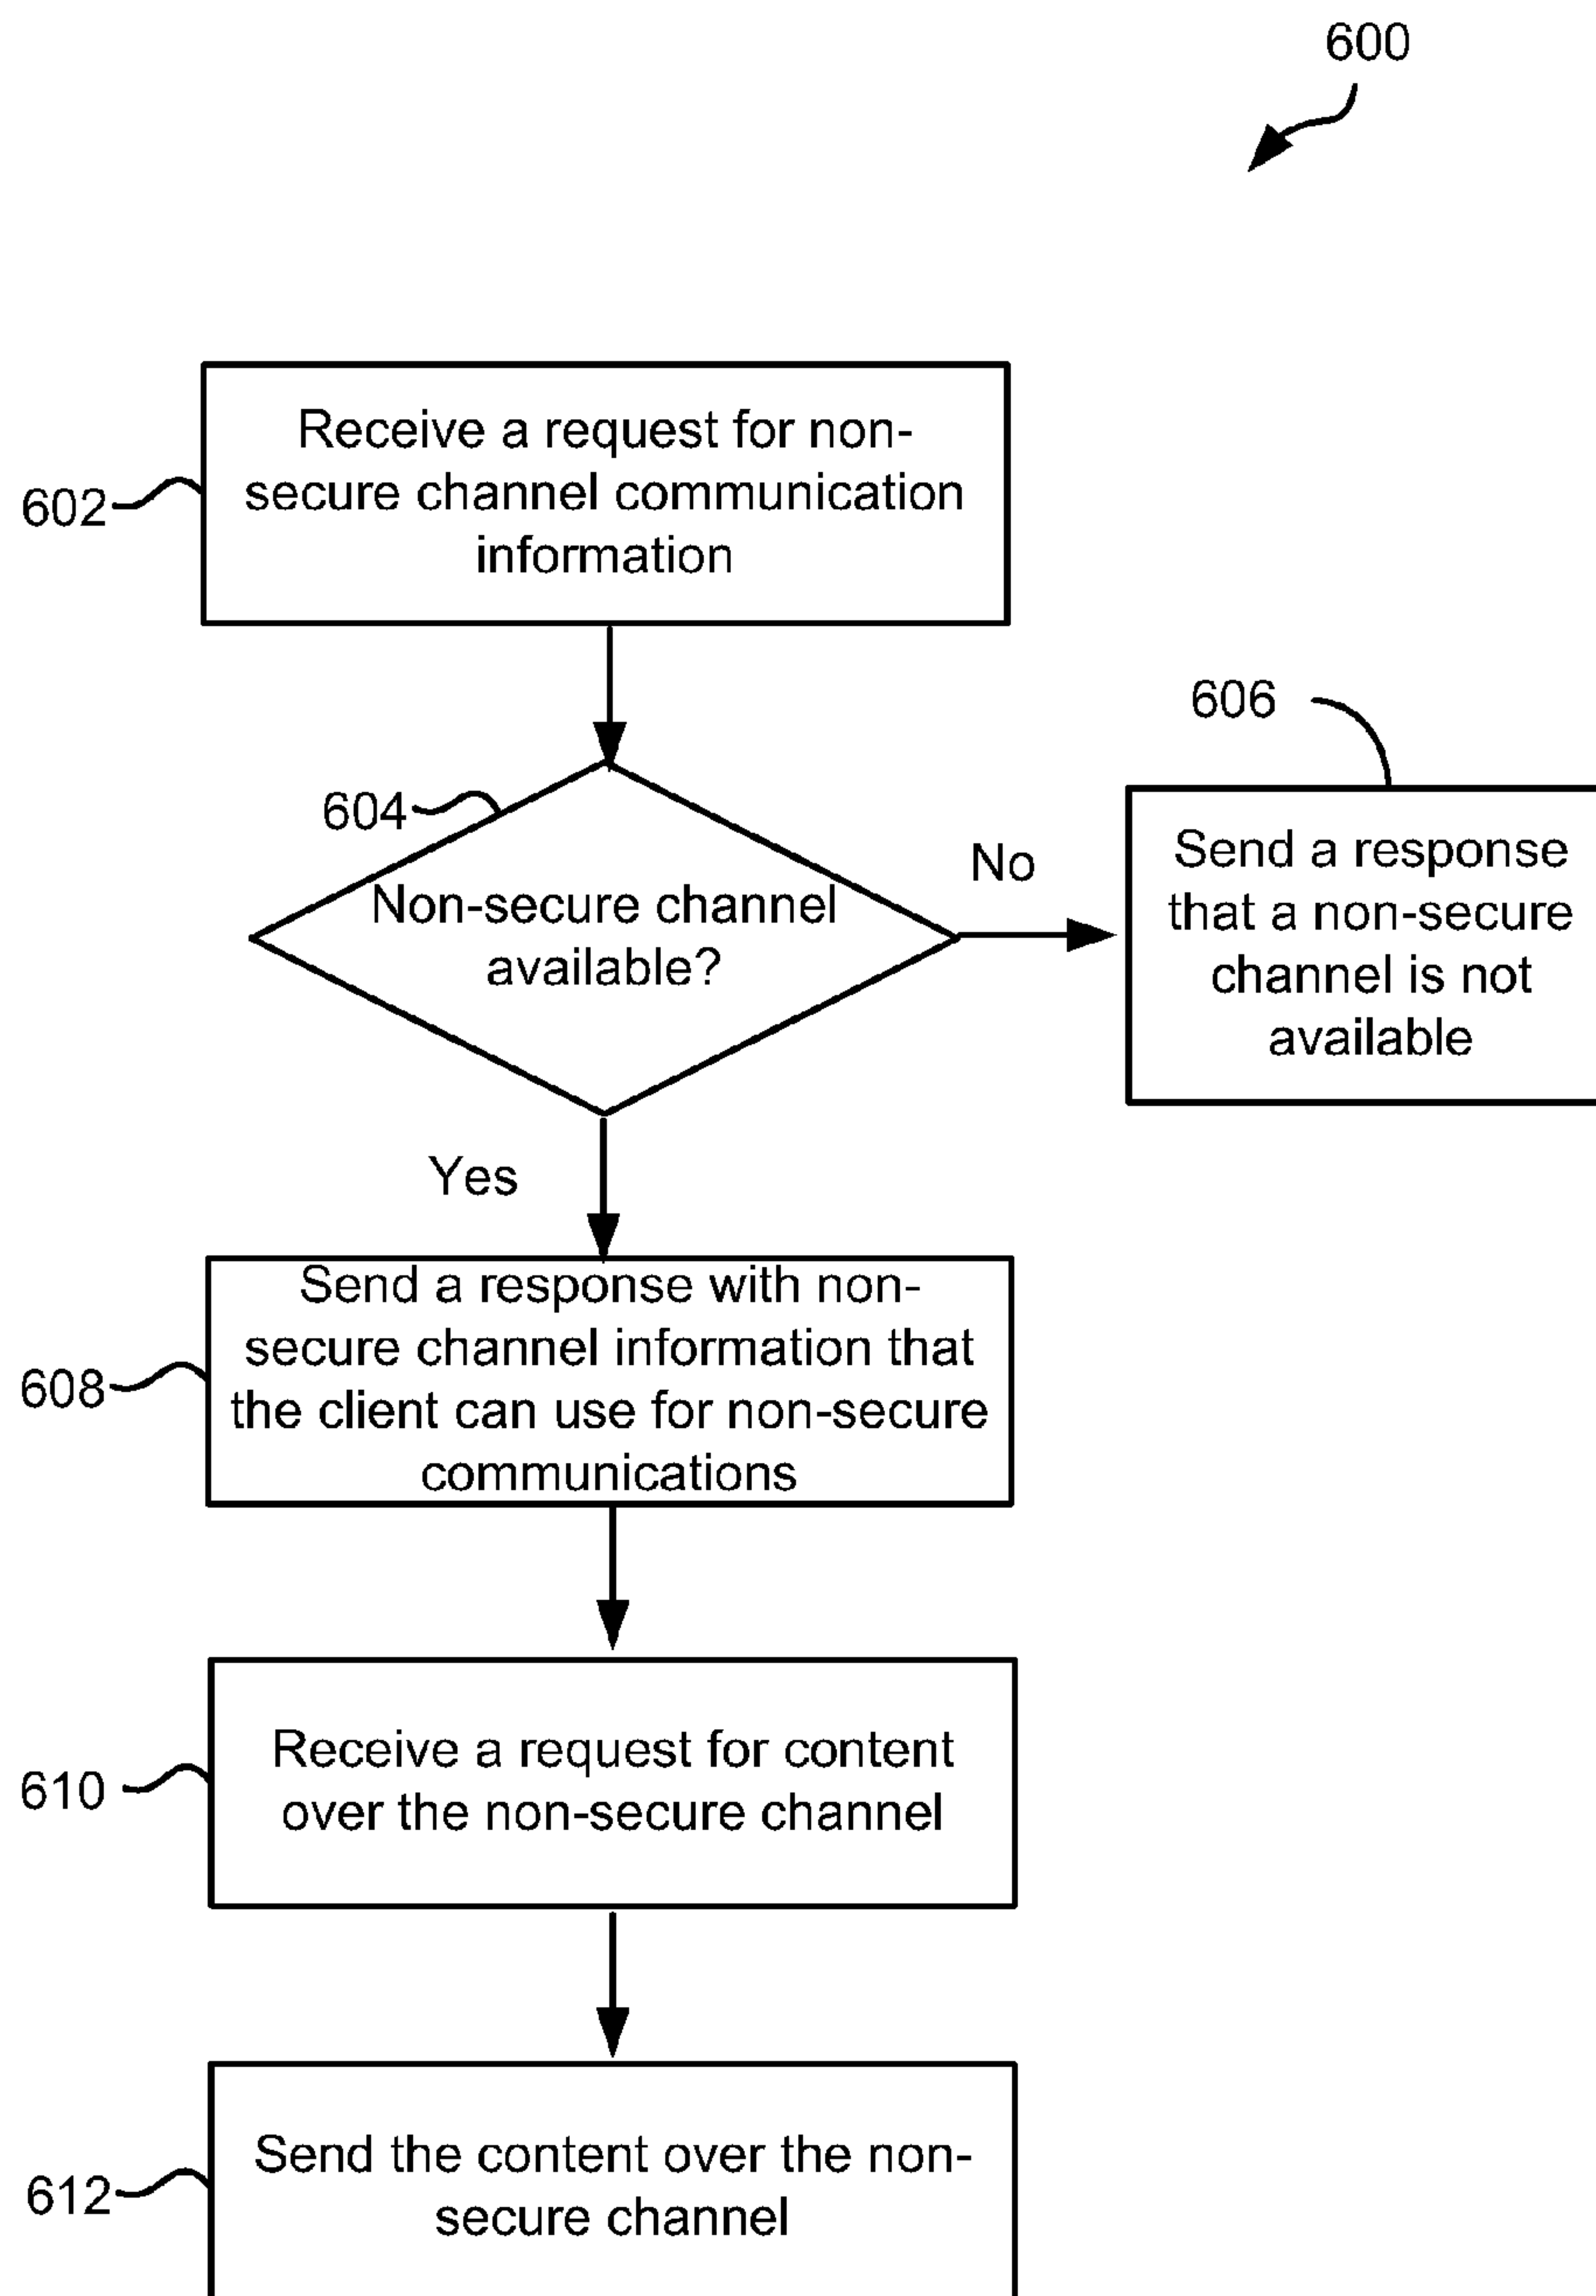 600
602
Receive a request for non-
secure channel communication
information
604
Non-secure channel
available?
No
606
Send a response
that a non-secure
channel is not
available
Yes
608
Send a response with non-
secure channel information that
the client can use for non-secure
communications
610
Receive a request for content
over the non-secure channel
612
Send the content over the non-
secure channel